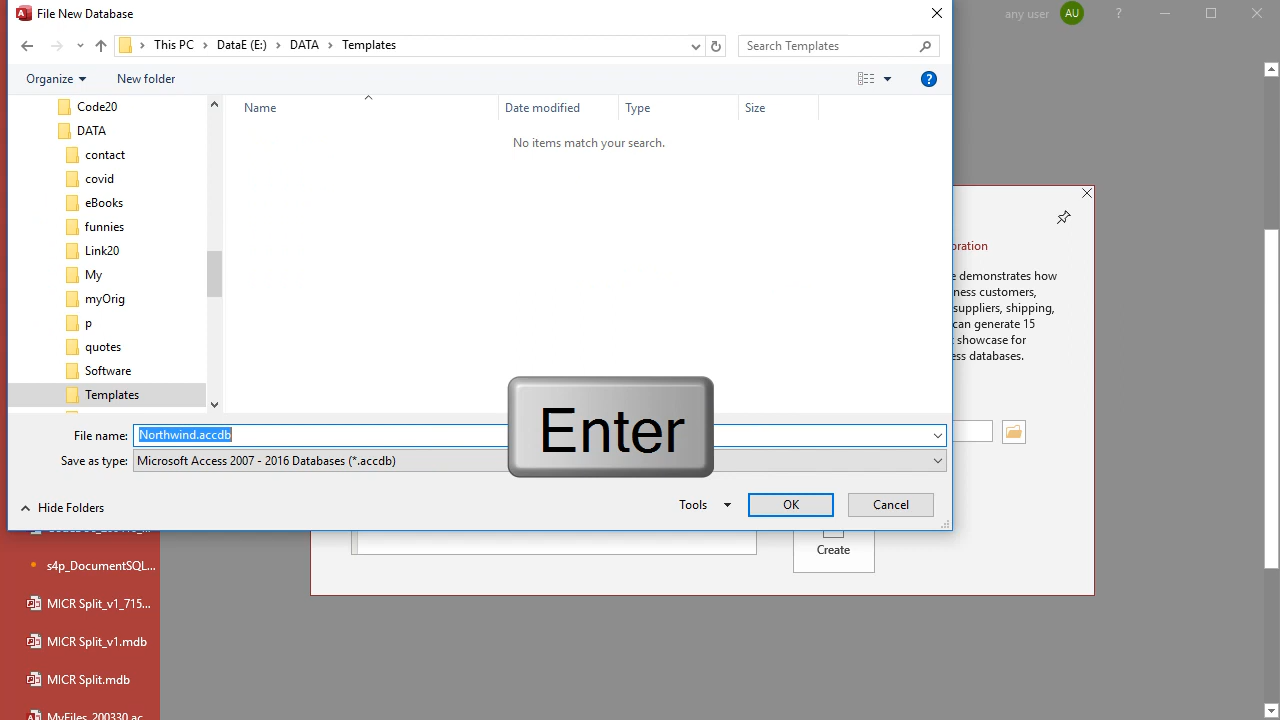 File New Database
any user AU ?
This PC DataE (E:) DATA Templates
Search Templates
Organize New folder ?
Name Date modified Type Size
No items match your search.
Code20
DATA
contact
covid
eBooks
funnies
Link20
My
myOrig
p
quotes
Software
Templates
oration
e demonstrates how
ness customers,
suppliers, shipping,
can generate 15
t showcase for
ess databases.
Enter
File name: Northwind.accdb
Save as type: Microsoft Access 2007 - 2016 Databases (*.accdb)
Hide Folders Tools OK Cancel
Create
s4p_DocumentSQL...
MICR Split_v1_715...
MICR Split_v1.mdb
MICR Split.mdb
MyFiles_200330.ac...